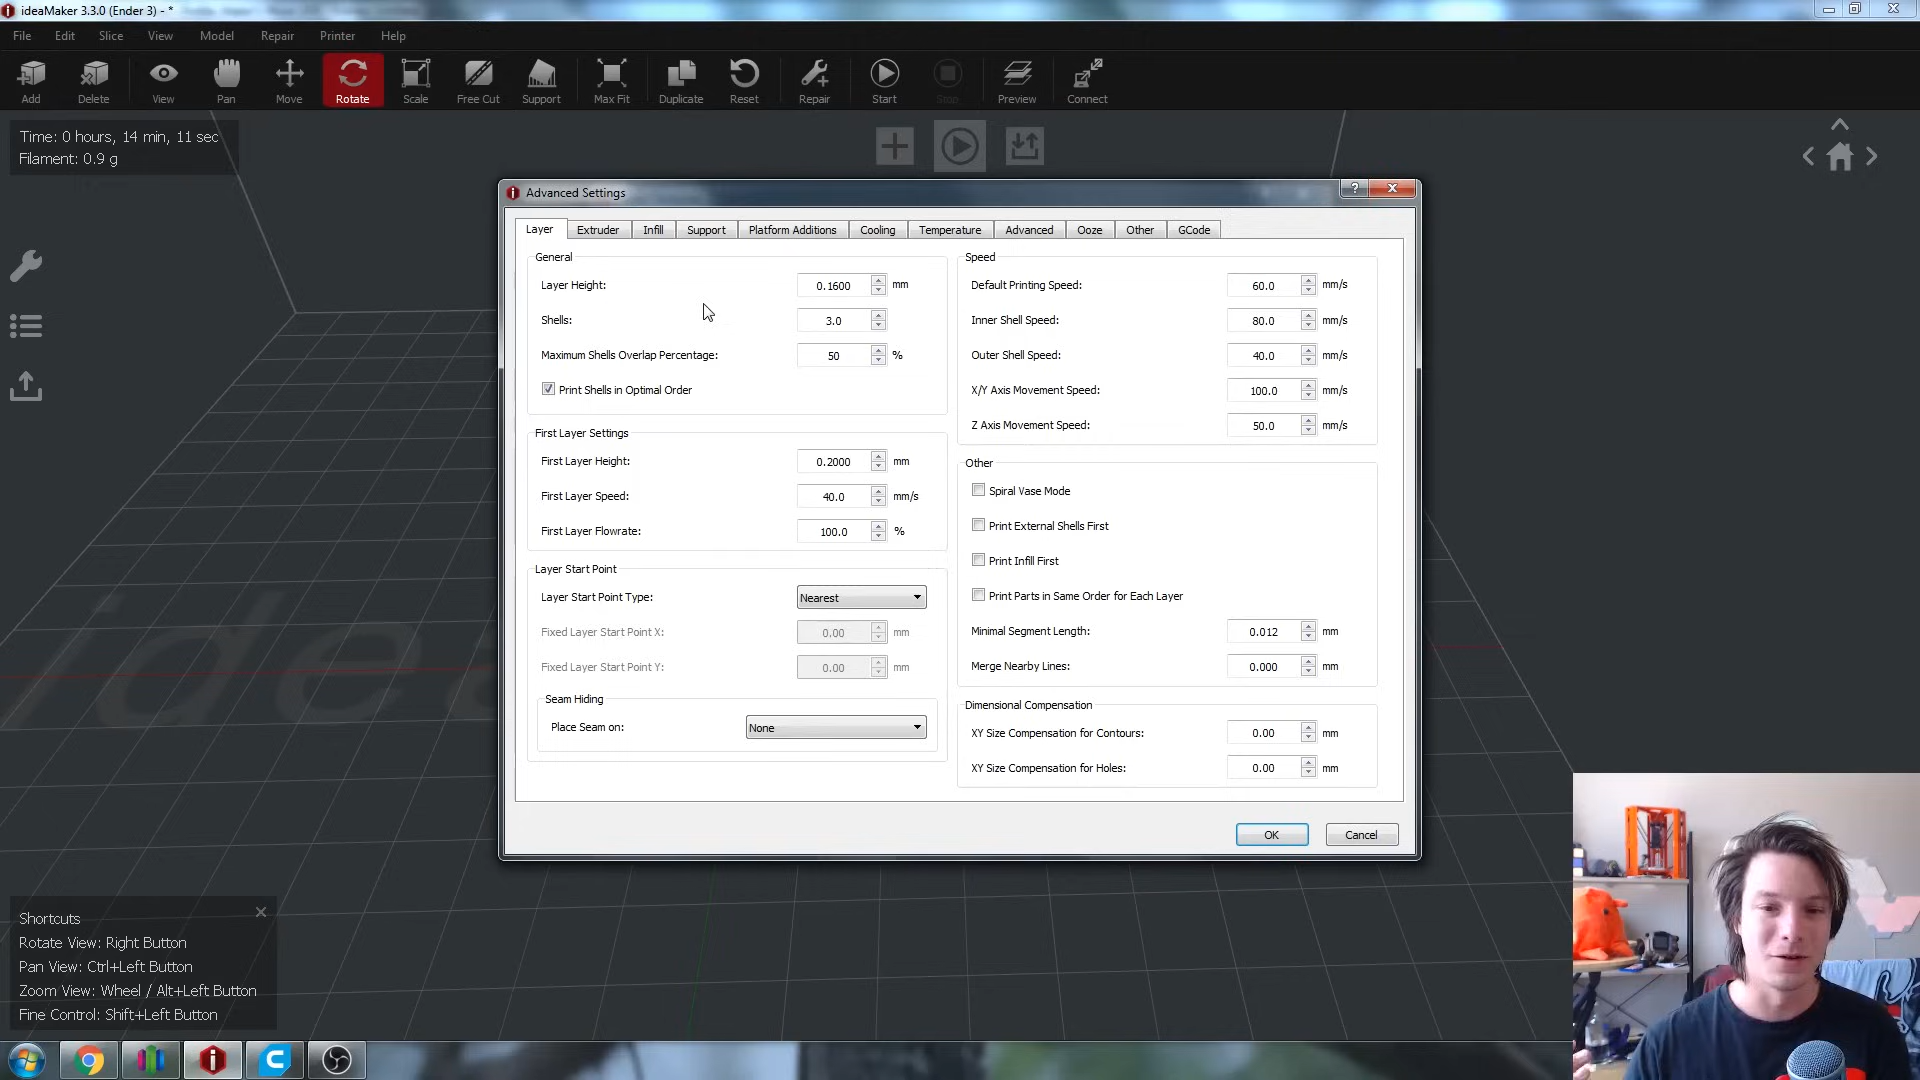 ideaMaker 3.3.0 (Ender 3) - *
File Edit Slice View Model Repair Printer Help
Add Delete View Pan Move Rotate Scale Free Cut Support Max Fit Duplicate Reset Repair Start Stop Preview Connect
Time: 0 hours, 14 min, 11 sec
Filament: 0.9 g
Advanced Settings
Layer Extruder Infill Support Platform Additions Cooling Temperature Advanced Ooze Other GCode
General
Layer Height: 0.1600 mm
Shells: 3.0
Maximum Shells Overlap Percentage: 50 %
Print Shells in Optimal Order
First Layer Settings
First Layer Height: 0.2000 mm
First Layer Speed: 40.0 mm/s
First Layer Flowrate: 100.0 %
Layer Start Point
Layer Start Point Type: Nearest
Fixed Layer Start Point X: 0.00 mm
Fixed Layer Start Point Y: 0.00 mm
Seam Hiding
Place Seam on: None
Speed
Default Printing Speed: 60.0 mm/s
Inner Shell Speed: 80.0 mm/s
Outer Shell Speed: 40.0 mm/s
X/Y Axis Movement Speed: 100.0 mm/s
Z Axis Movement Speed: 50.0 mm/s
Other
Spiral Vase Mode
Print External Shells First
Print Infill First
Print Parts in Same Order for Each Layer
Minimal Segment Length: 0.012 mm
Merge Nearby Lines: 0.000 mm
Dimensional Compensation
XY Size Compensation for Contours: 0.00 mm
XY Size Compensation for Holes: 0.00 mm
OK Cancel
Shortcuts
Rotate View: Right Button
Pan View: Ctrl+Left Button
Zoom View: Wheel / Alt+Left Button
Fine Control: Shift+Left Button